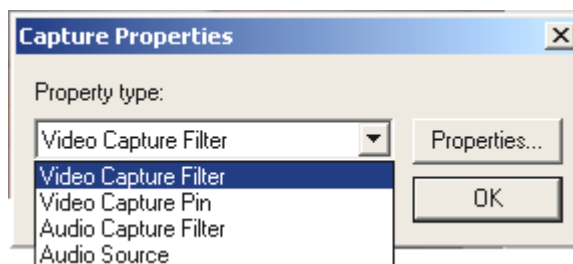 Capture Properties
Property type:
Video Capture Filter
Properties...
Video Capture Filter
Video Capture Pin
OK
Audio Capture Filter
Audio Source